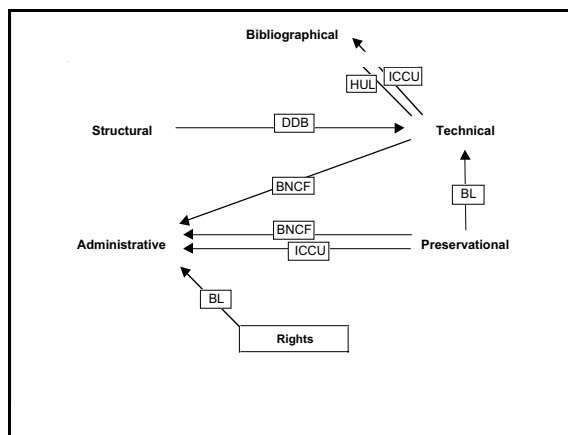 Bibliographical
ICCU
HUL
DDB
Structural
Technical
BNCF
BL
BNCF
Administrative
Preservational
ICCU
BL
Rights